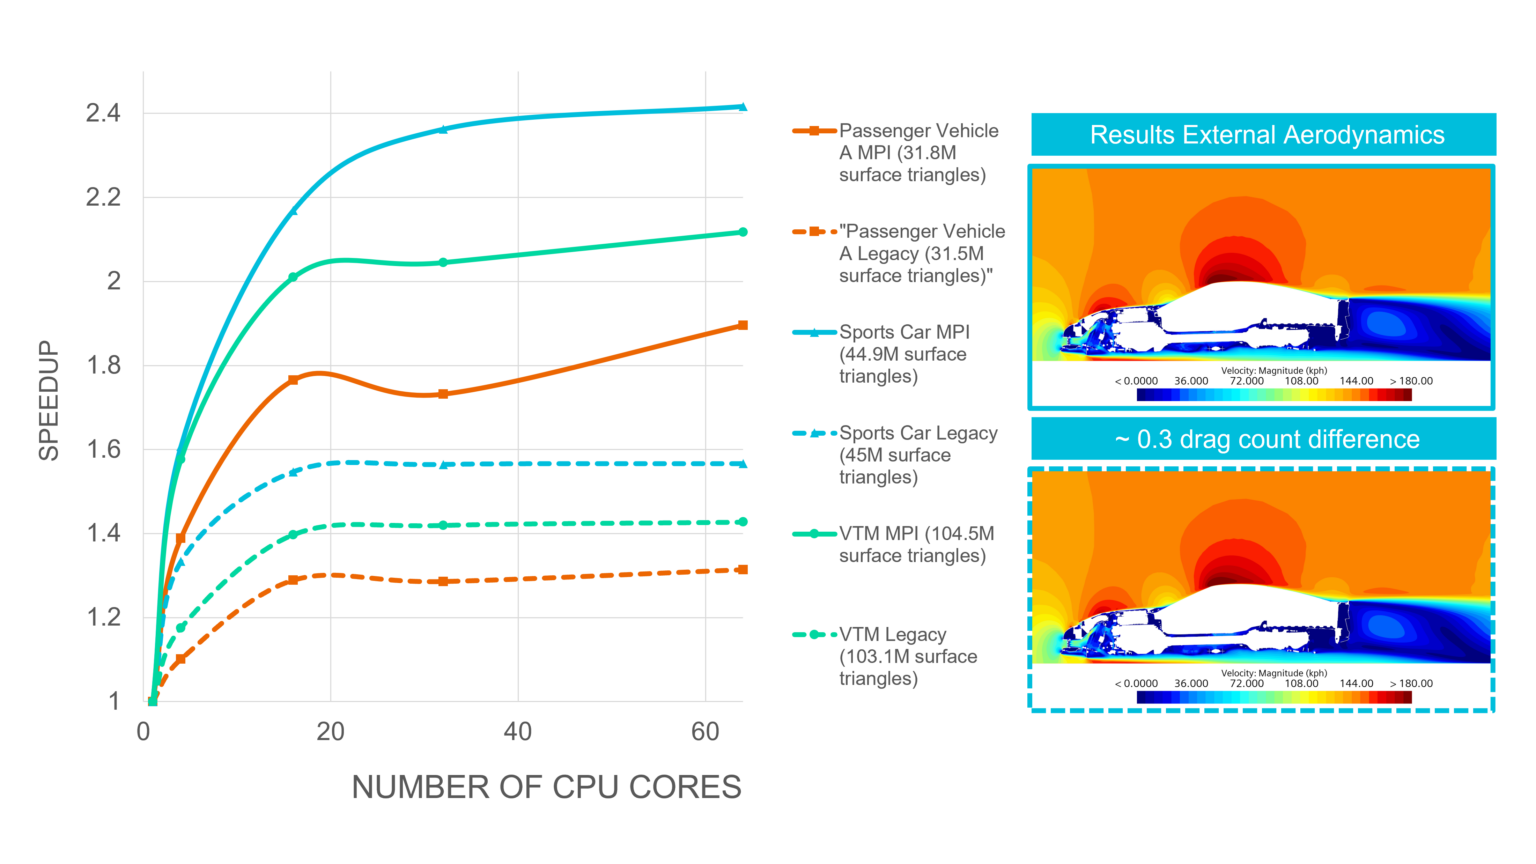 2.4
2.2
2
1.8
1.6
1.4
1.2
1
0
20
40
60
SPEEDUP
NUMBER OF CPU CORES
Passenger Vehicle
A MPI (31.8M
surface triangles)
"Passenger Vehicle
A Legacy (31.5M
surface triangles)"
Sports Car MPI
(44.9M surface
triangles)
Sports Car Legacy
(45M surface
triangles)
VTM MPI (104.5M
surface triangles)
VTM Legacy
(103.1M surface
triangles)
Results External Aerodynamics
Velocity: Magnitude (kph)
< 0.0000 36.000 72.000 108.00 144.00 > 180.00
~ 0.3 drag count difference
Velocity: Magnitude (kph)
< 0.0000 36.000 72.000 108.00 144.00 > 180.00